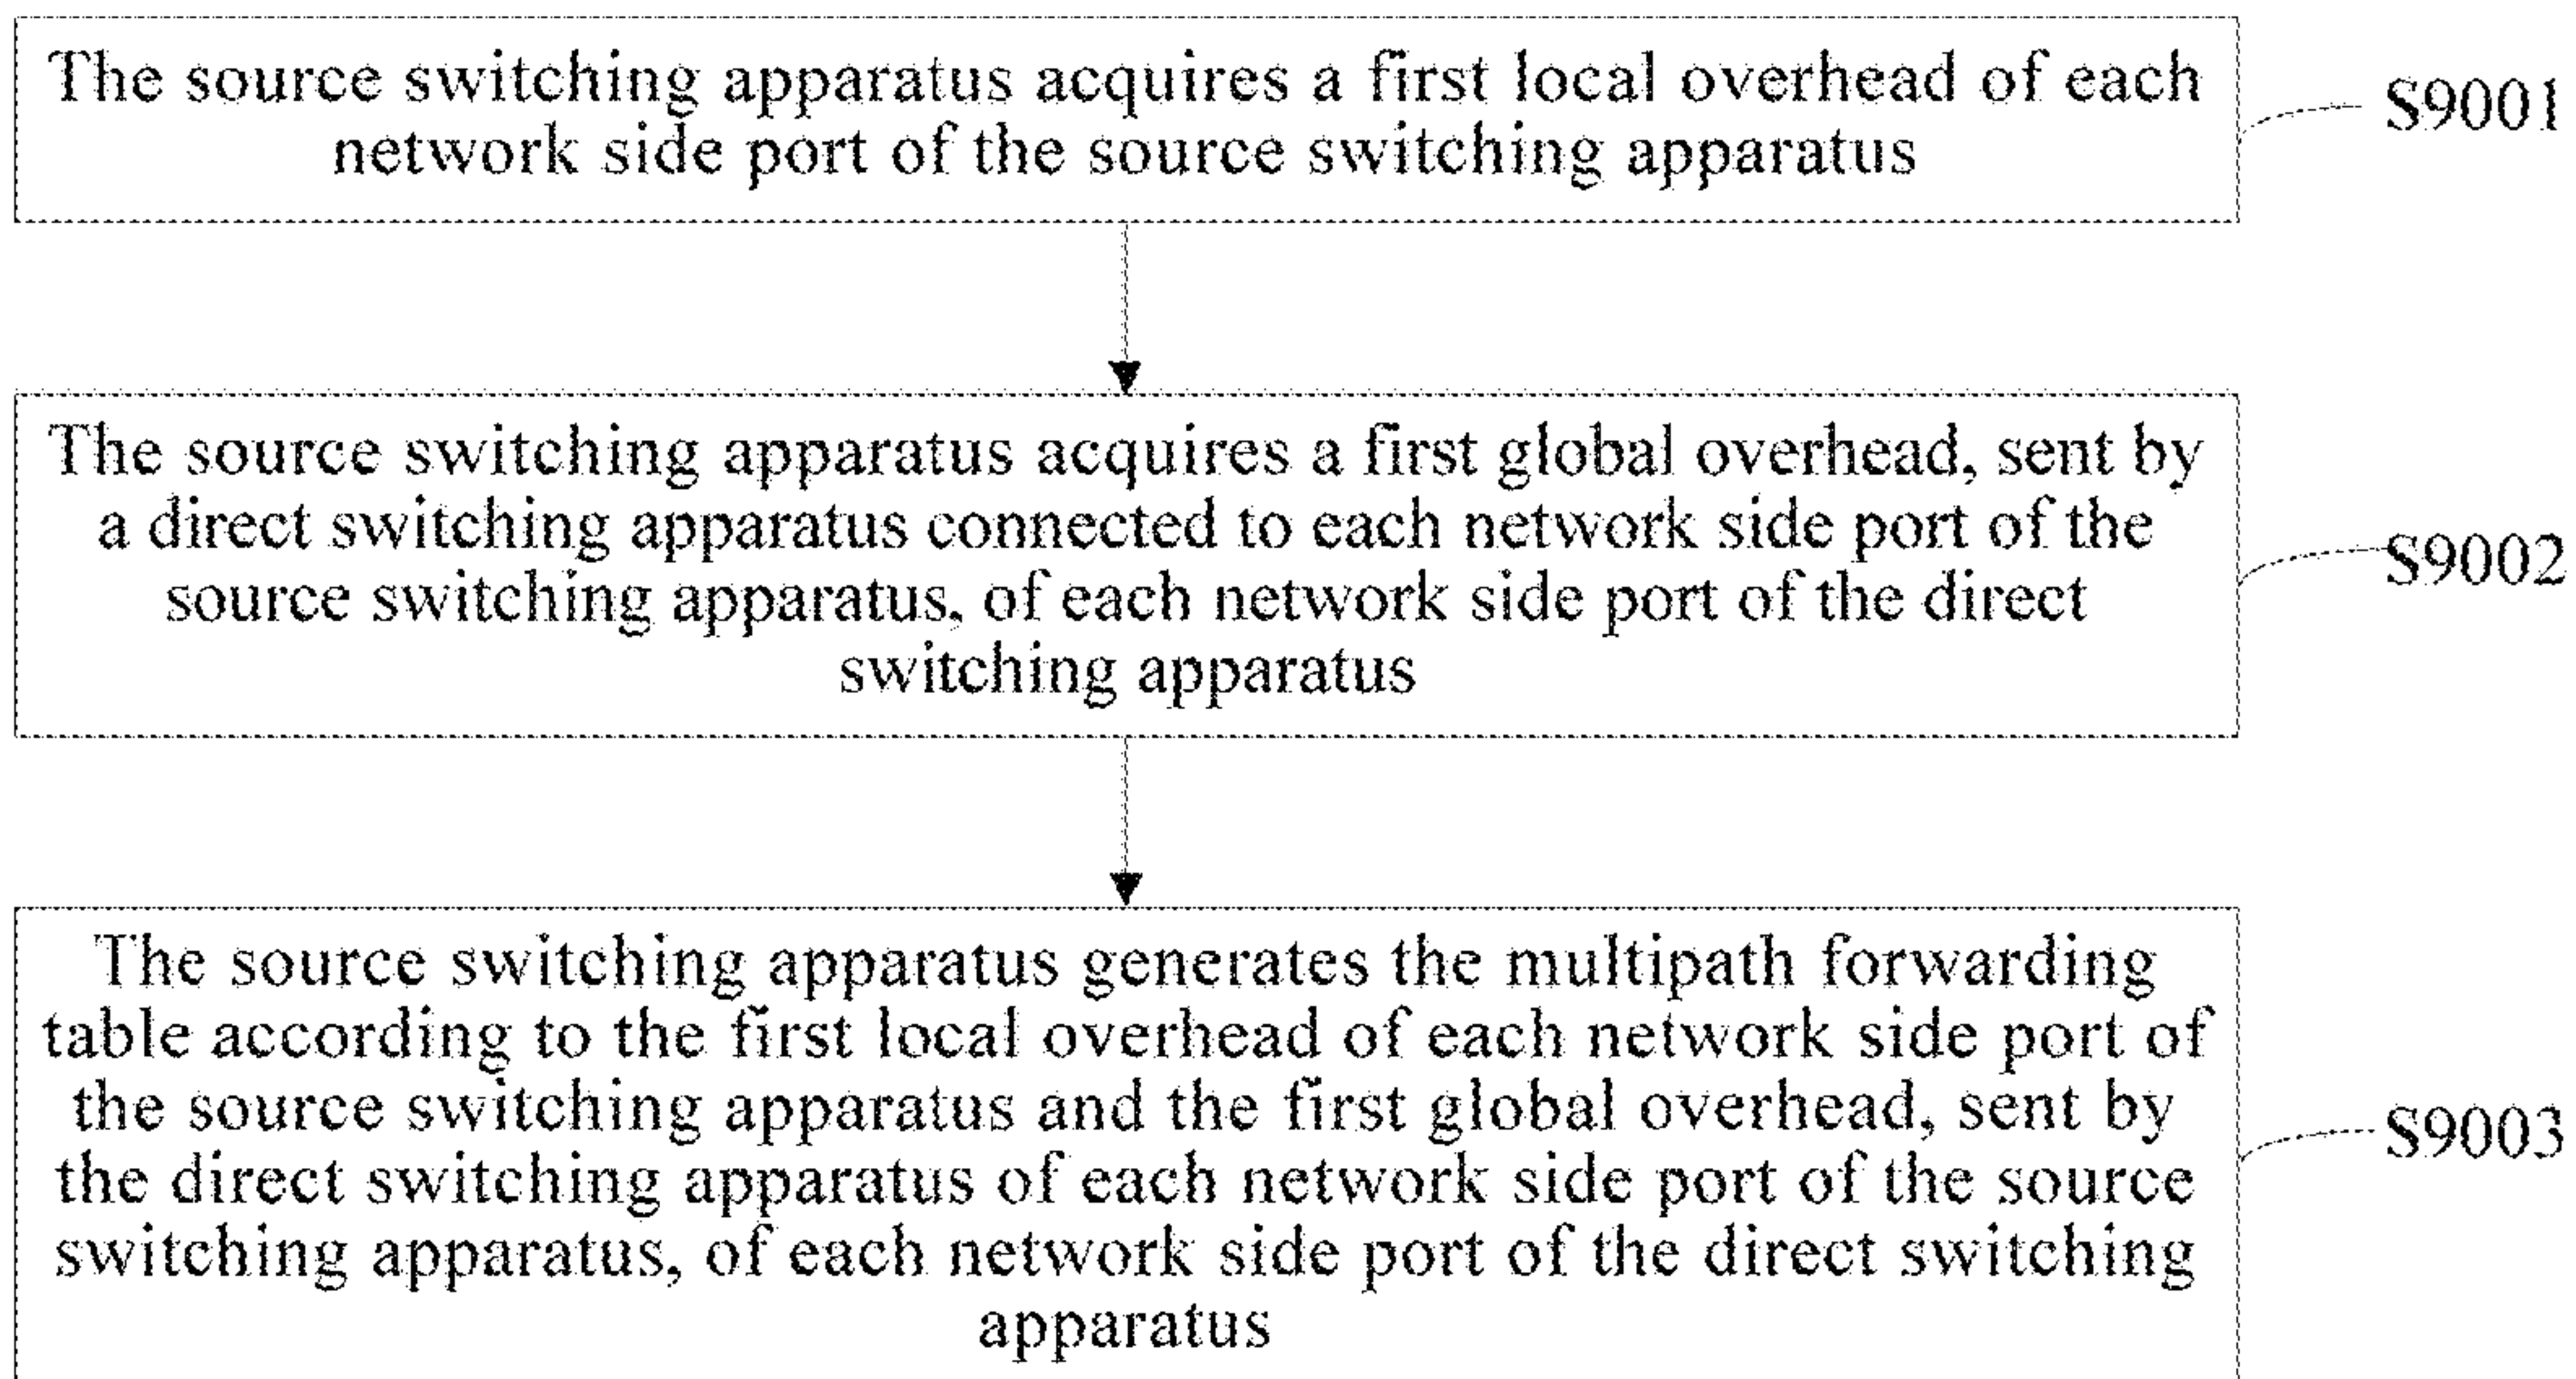 The source switching apparatus acquires a first local overhead of each
network side port of the source switching apparatus
S9001
The source switching apparatus acquires a first global overhead, sent by
a direct switching apparatus connected to each network side port of the
source switching apparatus, of each network side port of the direct
switching apparatus
S9002
The source switching apparatus generates the multipath forwarding
table according to the first local overhead of each network side port of
the source switching apparatus and the first global overhead, sent by
the direct switching apparatus of each network side port of the source
switching apparatus, of each network side port of the direct switching
apparatus
S9003